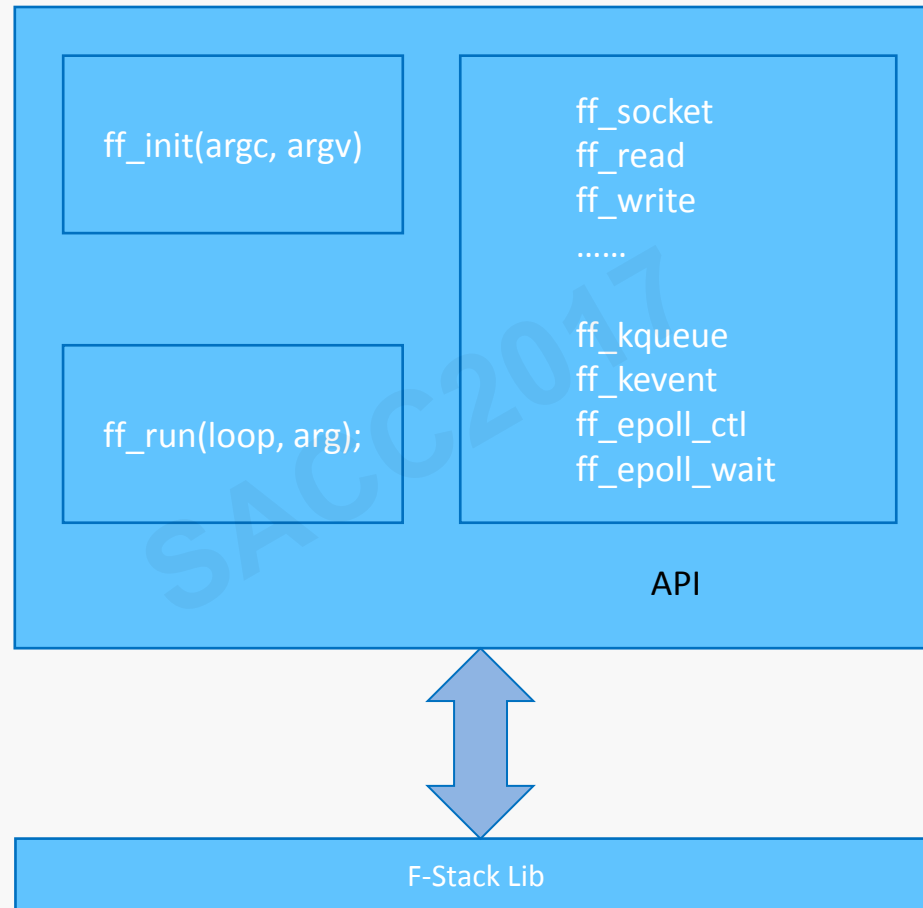 ff_init(argc, argv)
ff_run(loop, arg);
ff_socket
ff_read
ff_write
……
ff_kqueue
ff_kevent
ff_epoll_ctl
ff_epoll_wait
API
SACC2017
F-Stack Lib